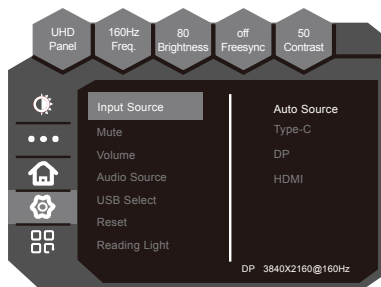 UHD
Panel
160Hz
Freq.
80
Brightness
off
Freesync
50
Contrast
Input Source
Mute
Volume
Audio Source
USB Select
Reset
Reading Light
Auto Source
Type-C
DP
HDMI
DP 3840X2160@160Hz